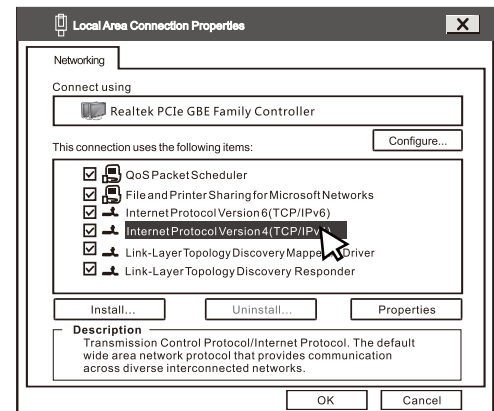 Local Area Connection Properties
X
Networking
Connect using
Realtek PCIe GBE Family Controller
Configure...
This connection uses the following items:
QoS Packet Scheduler
File and Printer Sharing for Microsoft Networks
Internet Protocol Version 6(TCP/IPv6)
Internet Protocol Version 4(TCP/IPv4)
Link-Layer Topology Discovery Mapper Driver
Link-Layer Topology Discovery Responder
Install...
Uninstall...
Properties
Description
Transmission Control Protocol/Internet Protocol. The default
wide area network protocol that provides communication
across diverse interconnected networks.
OK
Cancel